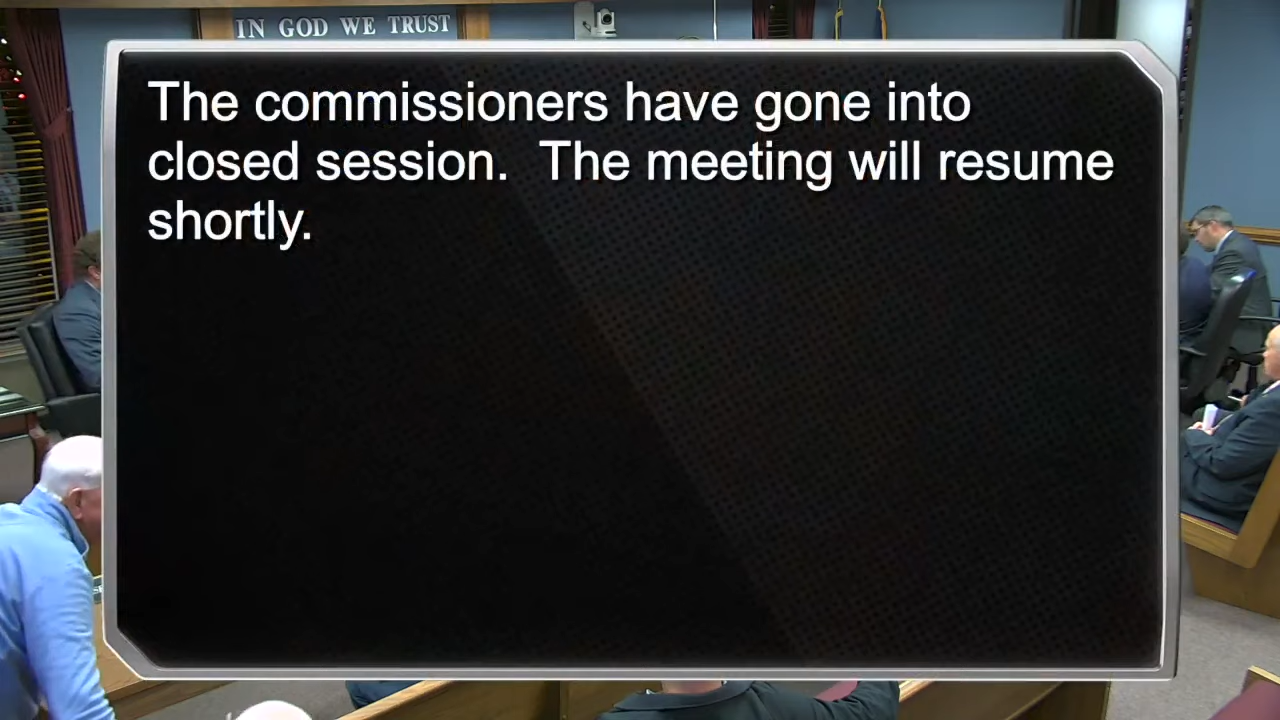 IN GOD WE TRUST
The commissioners have gone into
closed session.  The meeting will resume
shortly.